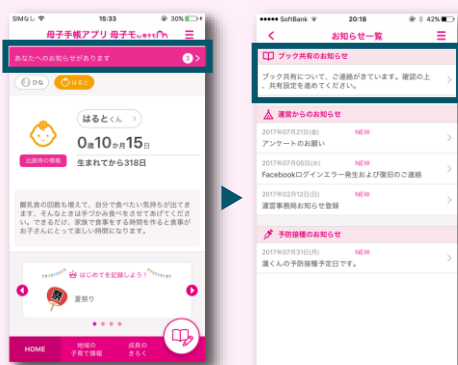 SIMなし
15:33
30%
母子手帳アプリ 母子モ
あなたへのお知らせがあります
3
ひな
はると
はるとくん
0歳10か月15日
出産時の情報
生まれてから318日
離乳食の回数も増えて、自分で食べたい気持ちが出てき
ます。そんなときは手づかみ食べをさせてあげてくださ
い。できるだけ、家族で食事をする時間を作ると食事が
お子さんにとって楽しい時間になります。
はじめてを記録しよう!
夏祭り
HOME
地域の
子育て情報
成長の
きろく
SoftBank
20:18
42%
お知らせ一覧
ブック共有のお知らせ
ブック共有について、ご連絡がきています。確認の上
、共有設定を進めてください。
運営からのお知らせ
2017年07月21日(金)
NEW
アンケートのお願い
2017年07月05日(水)
NEW
Facebookログインエラー発生および復旧のご連絡
2017年02月12日(日)
NEW
運営事務局お知らせ登録
予防接種のお知らせ
2017年07月31日(月)
NEW
蓮くんの予防接種予定日です。